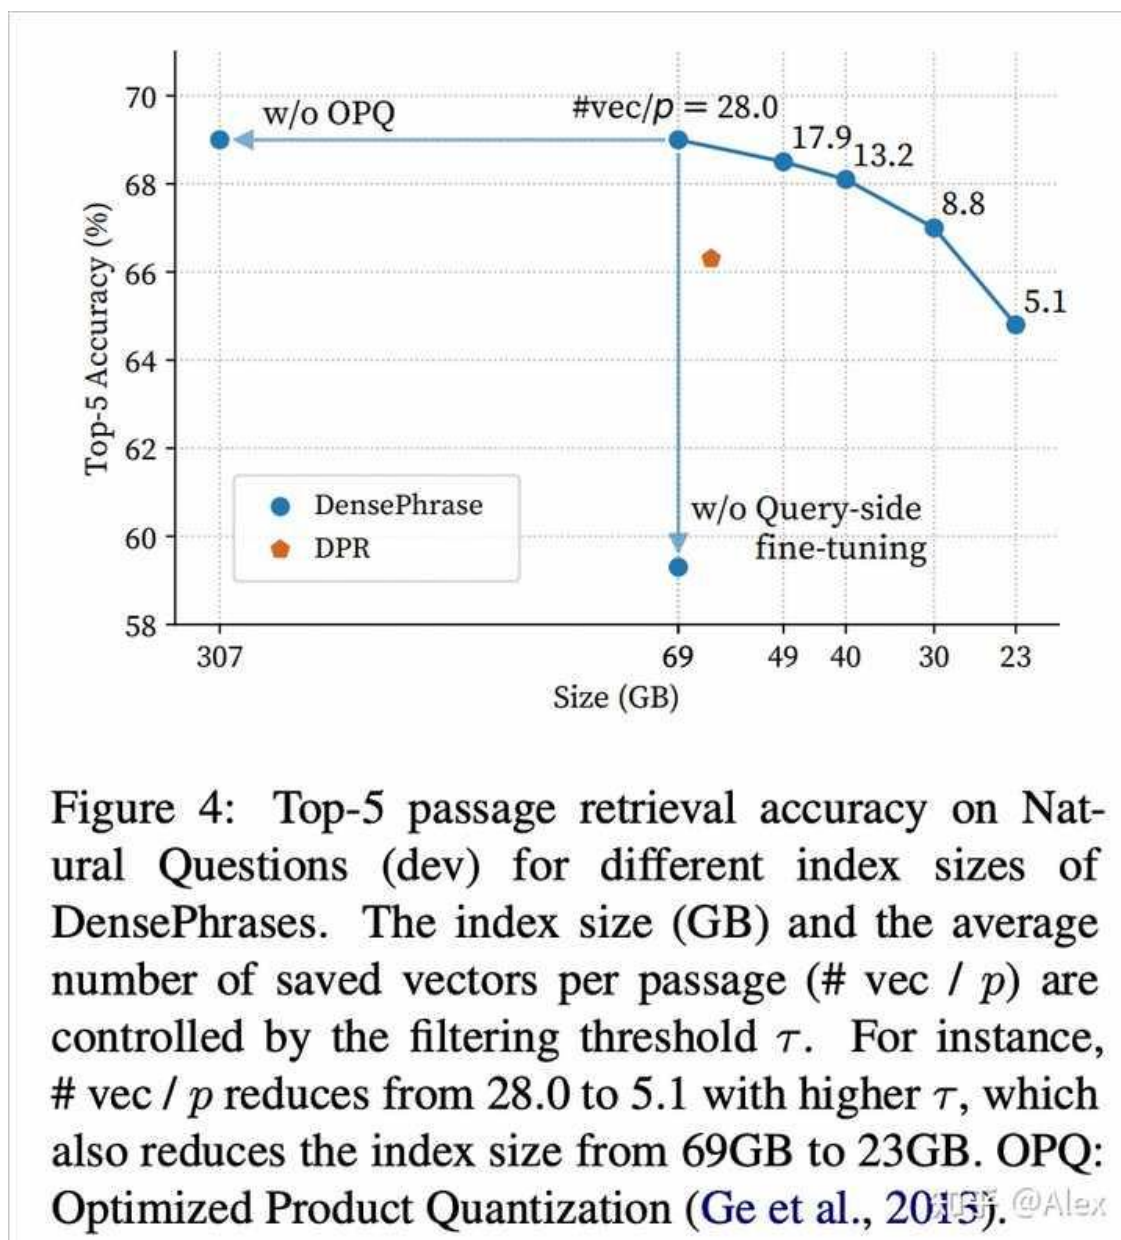 70
w/o OPQ
#vec/p = 28.0
17.9
13.2
68
8.8
Top-5 Accuracy (%)
66
5.1
64
62
DensePhrase
DPR
w/o Query-side
fine-tuning
60
58
307
69
49
40
30
23
Size (GB)
Figure 4: Top-5 passage retrieval accuracy on Nat-
ural Questions (dev) for different index sizes of
DensePhrases. The index size (GB) and the average
number of saved vectors per passage (# vec / p) are
controlled by the filtering threshold τ. For instance,
# vec / p reduces from 28.0 to 5.1 with higher τ, which
also reduces the index size from 69GB to 23GB. OPQ:
Optimized Product Quantization (Ge et al., 2013).
知乎 @Alex